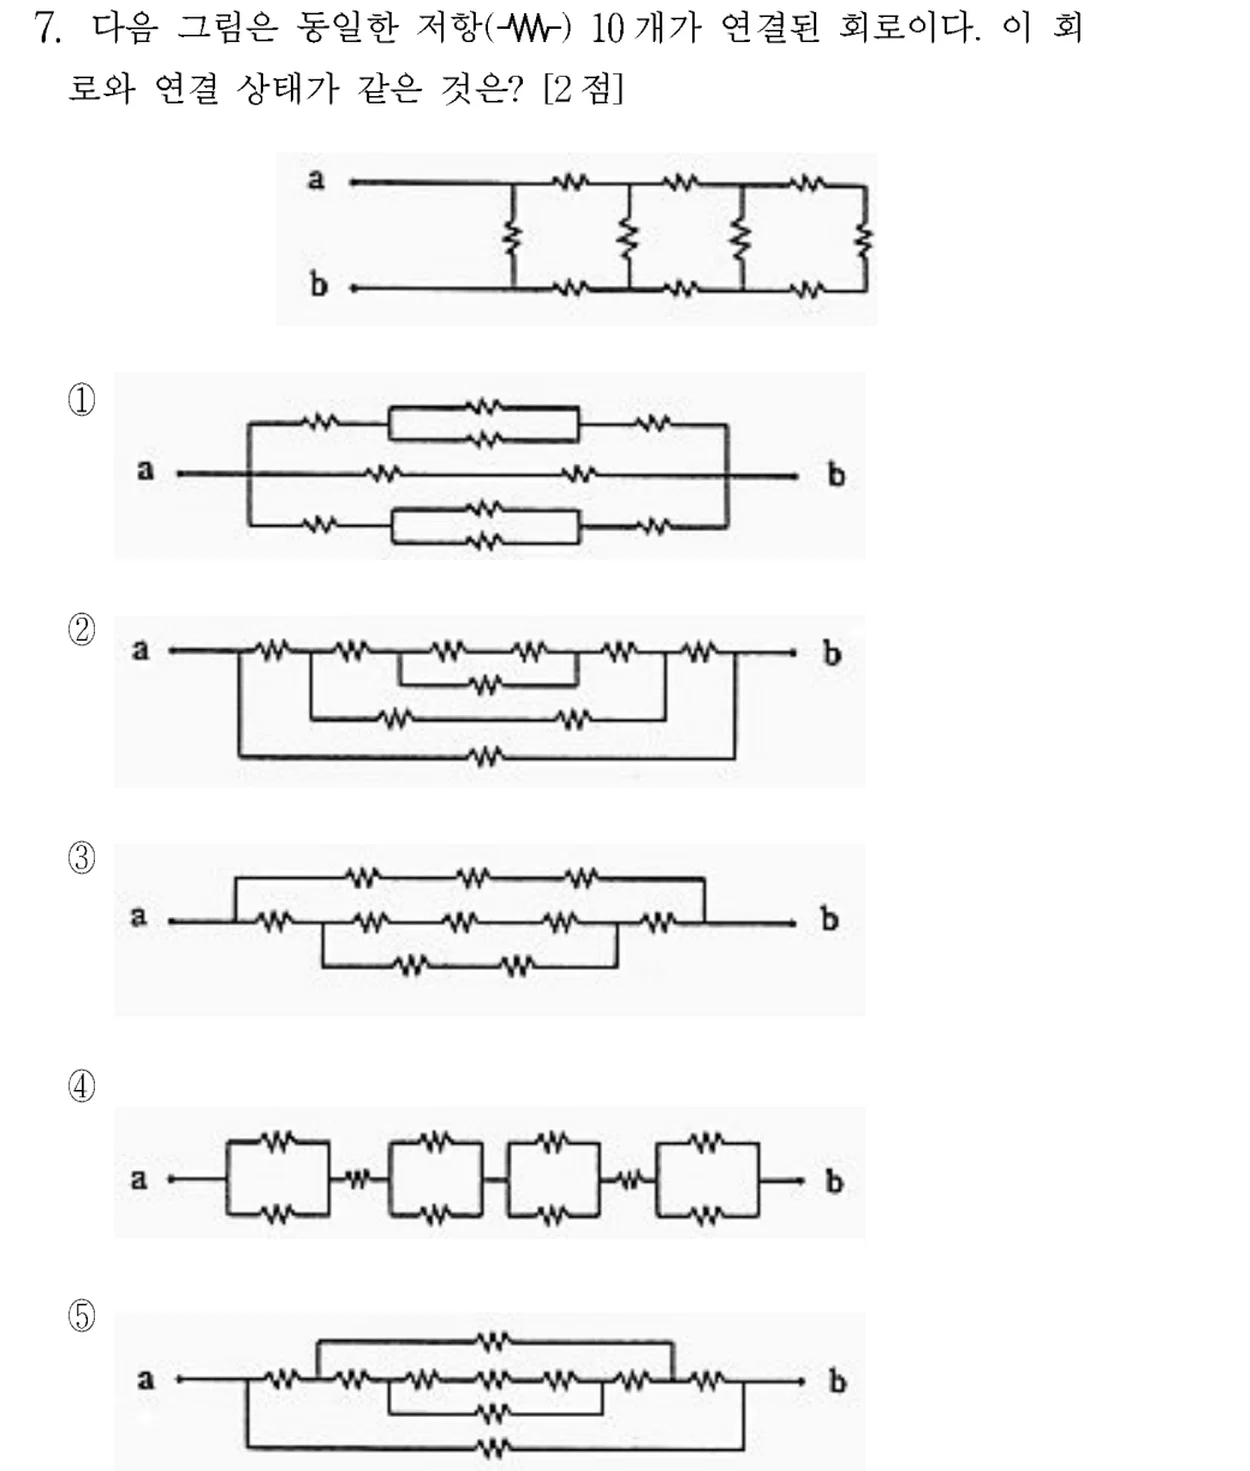 7. 다음 그림은 동일한 저항( ) 10개가 연결된 회로이다. 이 회
로와 연결 상태가 같은 것은? [2점]
a
b
①
a b
②
a b
③
a b
④
a b
⑤
a b